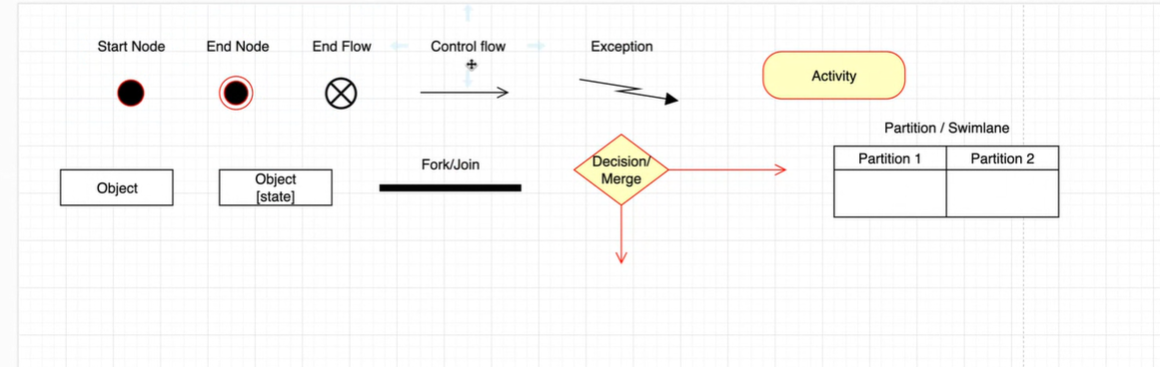 Start Node
End Node
End Flow
Control flow
Exception
Activity
Partition / Swimlane
Partition 1
Partition 2
Object
Object
[state]
Fork/Join
Decision/
Merge